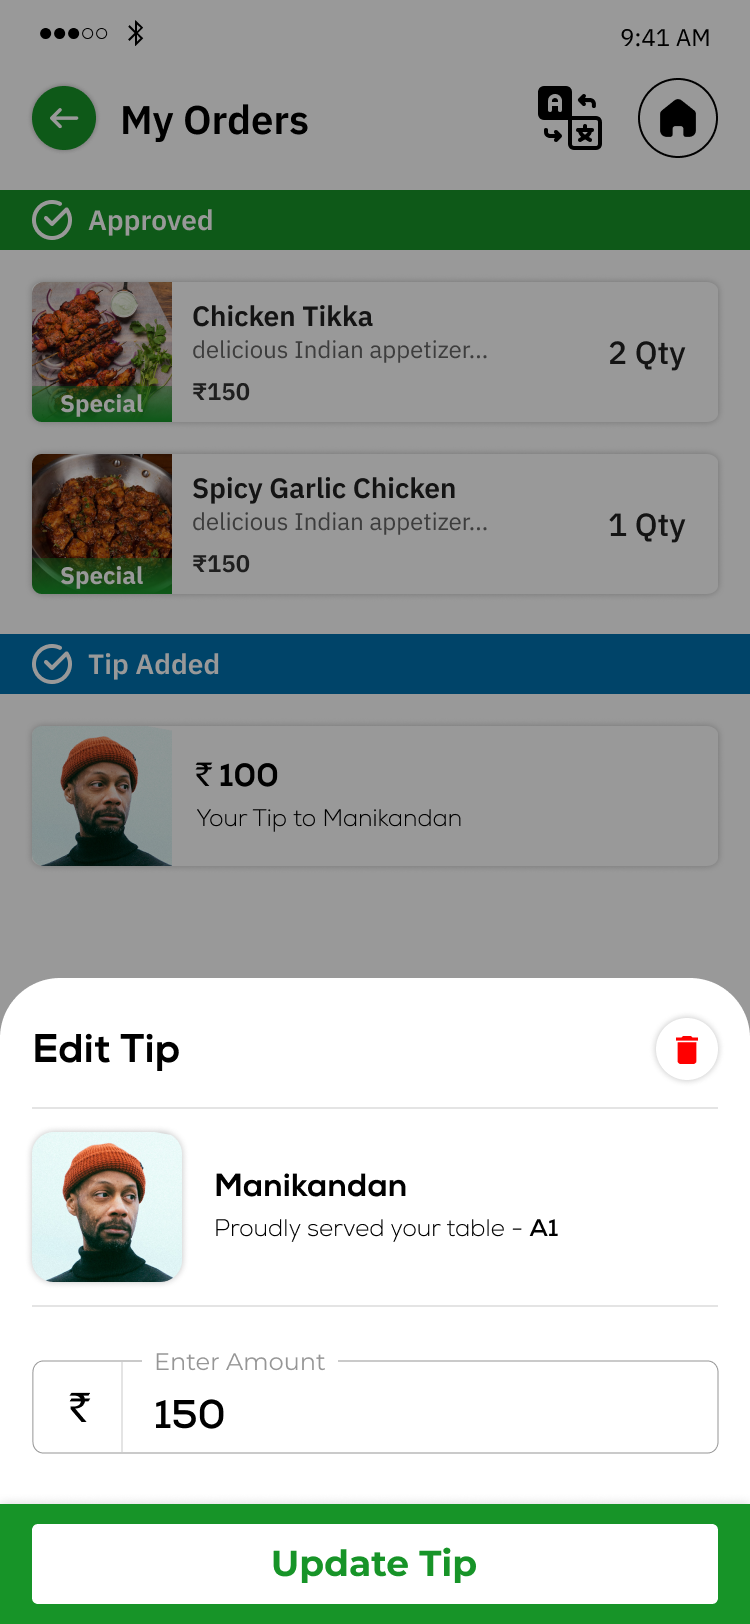 9:41 AM
My Orders
A
Approved
Chicken Tikka
delicious Indian appetizer...
2 Qty
₹150
Special
Spicy Garlic Chicken
delicious Indian appetizer...
1 Qty
₹150
Special
Tip Added
₹ 100
Your Tip to Manikandan
Edit Tip
Manikandan
Proudly served your table - A1
Enter Amount
₹ 150
Update Tip